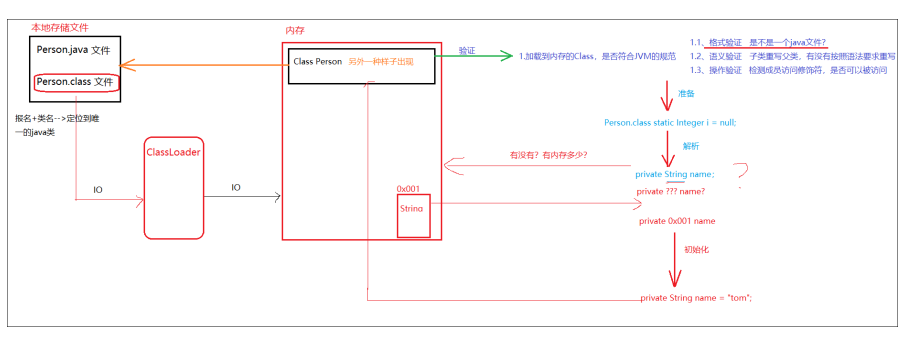 本地存储文件
Person.java 文件
Person.class 文件
报名+类名-->定位到唯
一的java类
IO
ClassLoader
IO
内存
Class Person 另外一种样子出现
0x001
String
验证
1.加载到内存的Class，是否符合JVM的规范
1.1、格式验证 是不是一个java文件？
1.2、语义验证 子类重写父类，有没有按照语法要求重写
1.3、操作验证 检测成员访问修饰符，是否可以被访问
准备
Person.class static Integer i = null;
解析
有没有？有内存多少？
private String name;
private ??? name?
private 0x001 name
初始化
private String name = "tom";